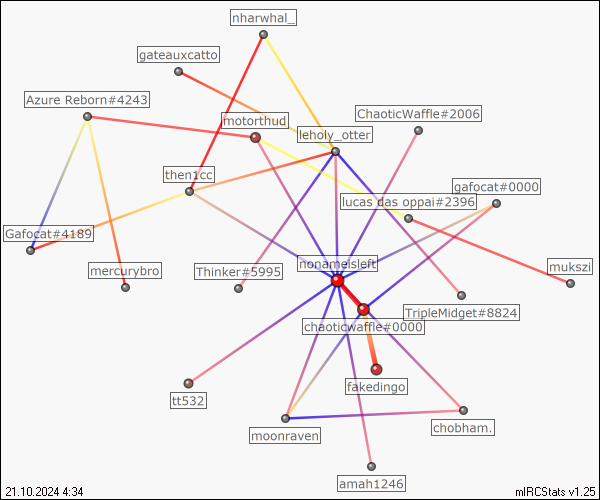 nharwhal_
gateauxcatto
Azure Reborn#4243
motorthud
ChaoticWaffle#2006
leholy_otter
then1cc
gafocat#0000
lucas das oppai#2396
Gafocat#4189
mercurybro
Thinker#5995
nonameisleft
mukszi
TripleMidget#8824
chaoticwaffle#0000
fakedingo
tt532
moonraven
chobham.
amah1246
21.10.2024 4:34
mIRCStats v1.25